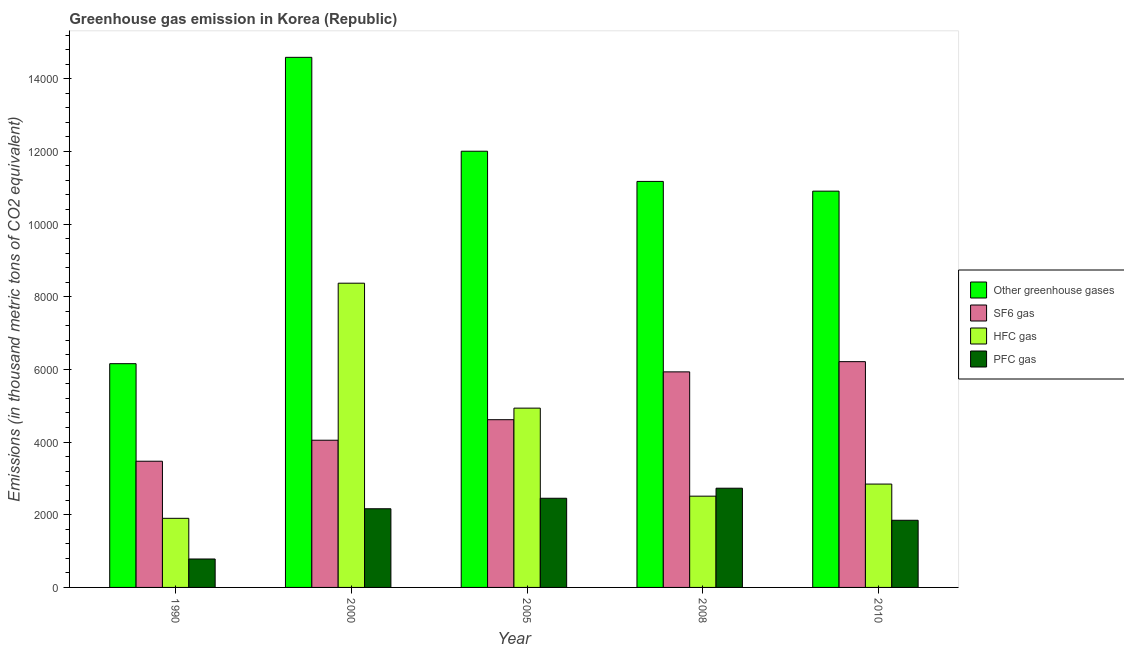 Greenhouse gas emission in Korea (Republic)
Emissions (in thousand metric tons of CO2 equivalent)
14000
12000
10000
8000
6000
4000
2000
0
1990
2000
2005
2008
2010
Year
Other greenhouse gases
SF6 gas
HFC gas
PFC gas